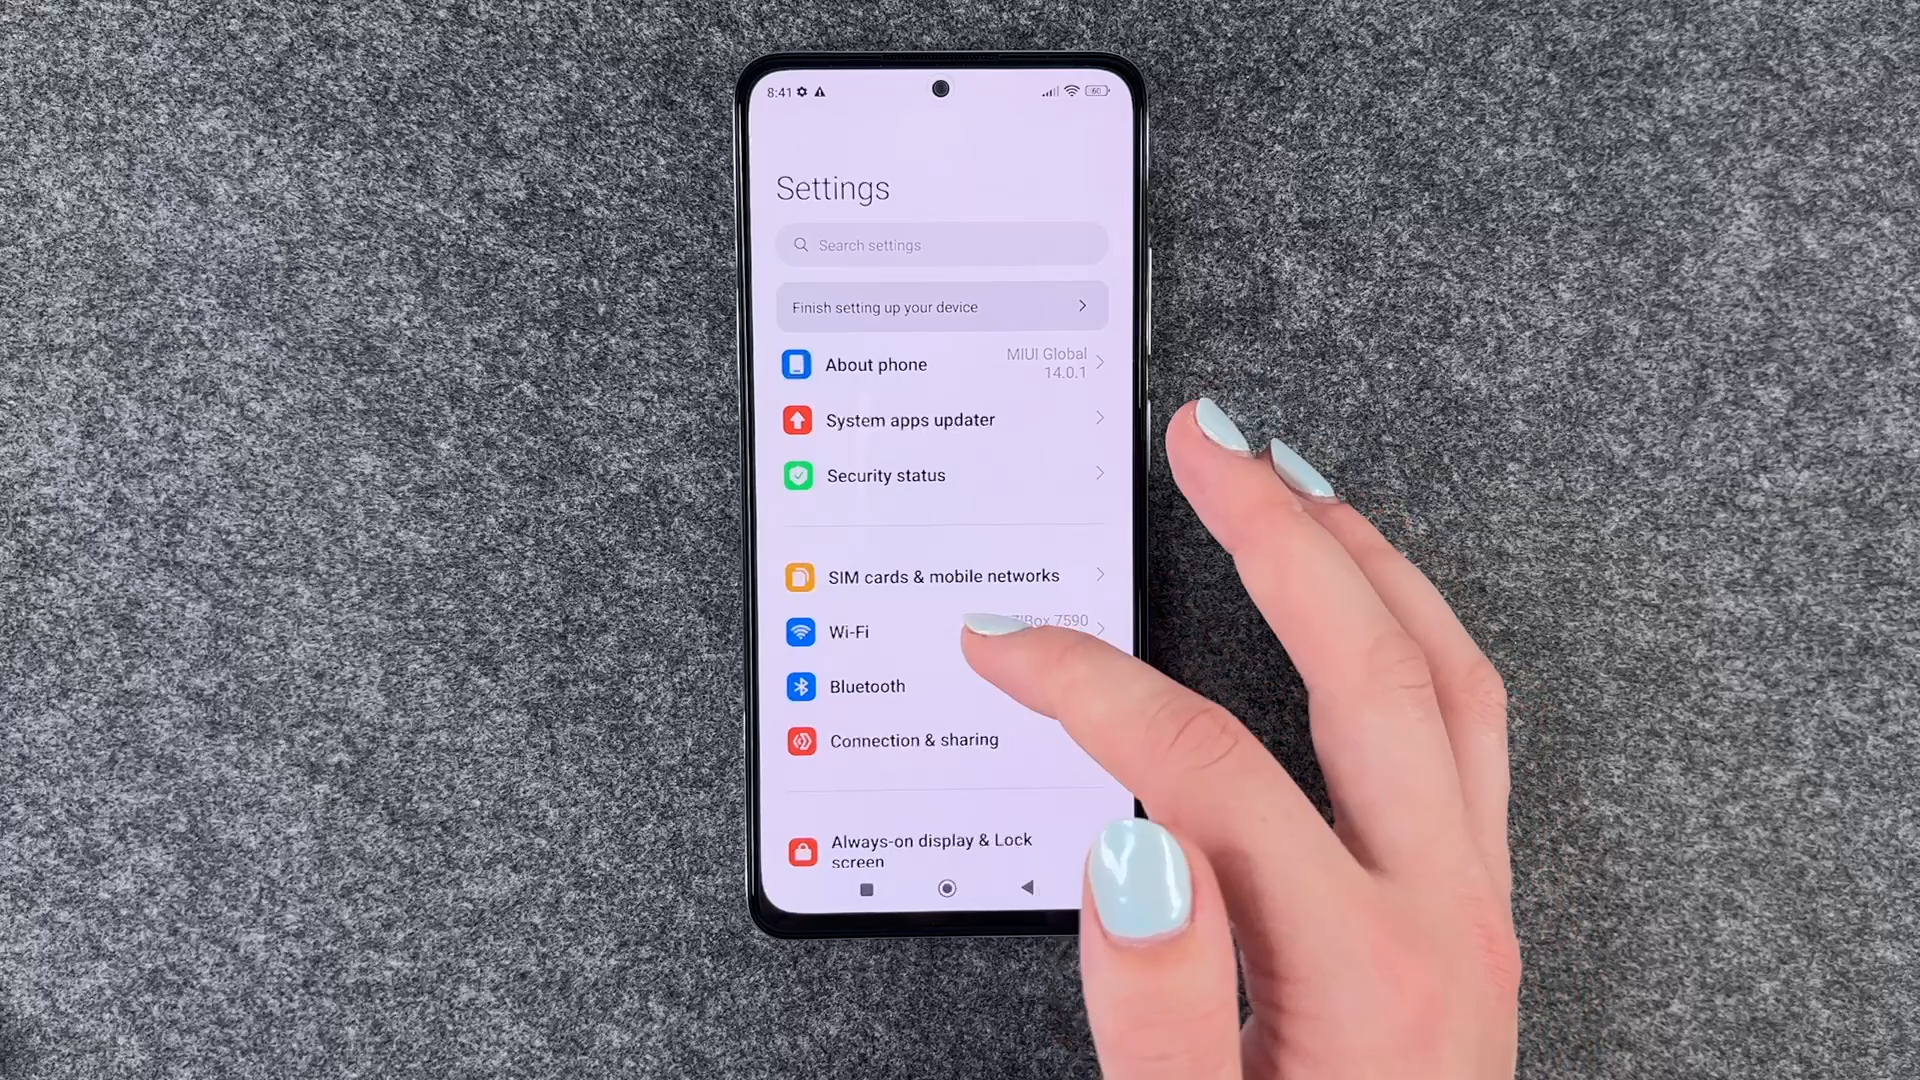 8:41
60
Settings
Search settings
Finish setting up your device
About phone
MIUI Global
14.0.1
System apps updater
Security status
SIM cards & mobile networks
Wi-Fi
7590
Bluetooth
Connection & sharing
Always-on display & Lock
screen